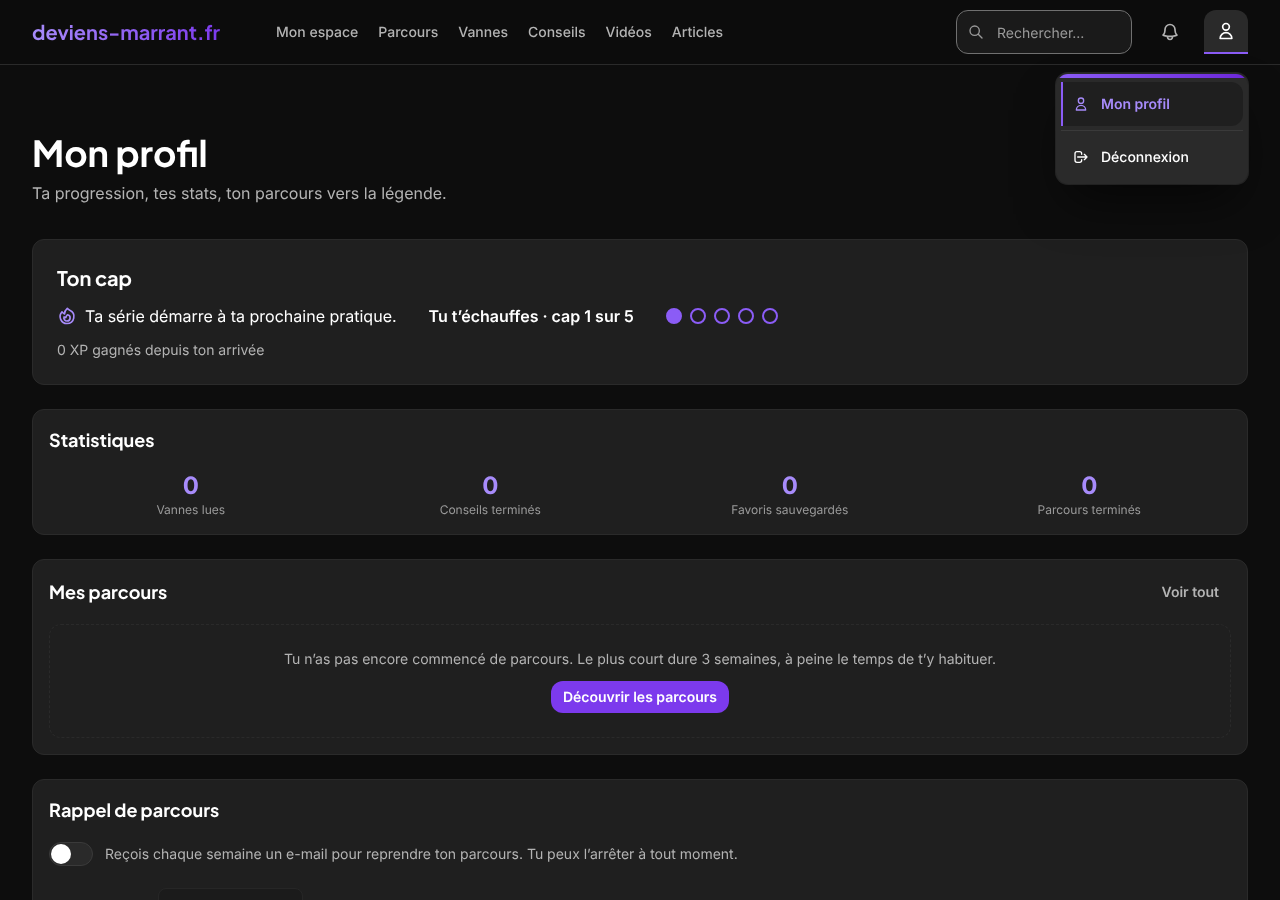 deviens-marrant.fr
Mon espace
Parcours
Vannes
Conseils
Vidéos
Articles
Rechercher...
Mon profil
Déconnexion
Mon profil
Ta progression, tes stats, ton parcours vers la légende.
Ton cap
Ta série démarre à ta prochaine pratique.
Tu t’échauffes · cap 1 sur 5
0 XP gagnés depuis ton arrivée
Statistiques
0
Vannes lues
0
Conseils terminés
0
Favoris sauvegardés
0
Parcours terminés
Mes parcours
Voir tout
Tu n’as pas encore commencé de parcours. Le plus court dure 3 semaines, à peine le temps de t’y habituer.
Découvrir les parcours
Rappel de parcours
Reçois chaque semaine un e-mail pour reprendre ton parcours. Tu peux l’arrêter à tout moment.